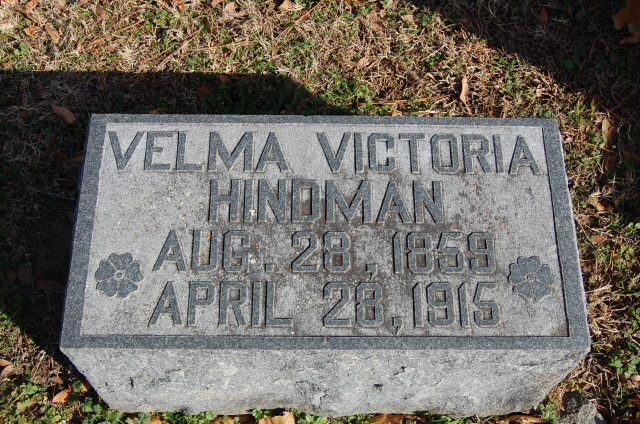 VELMA VICTORIA
HINDMAN
AUG. 28, 1859
APRIL 28, 1915